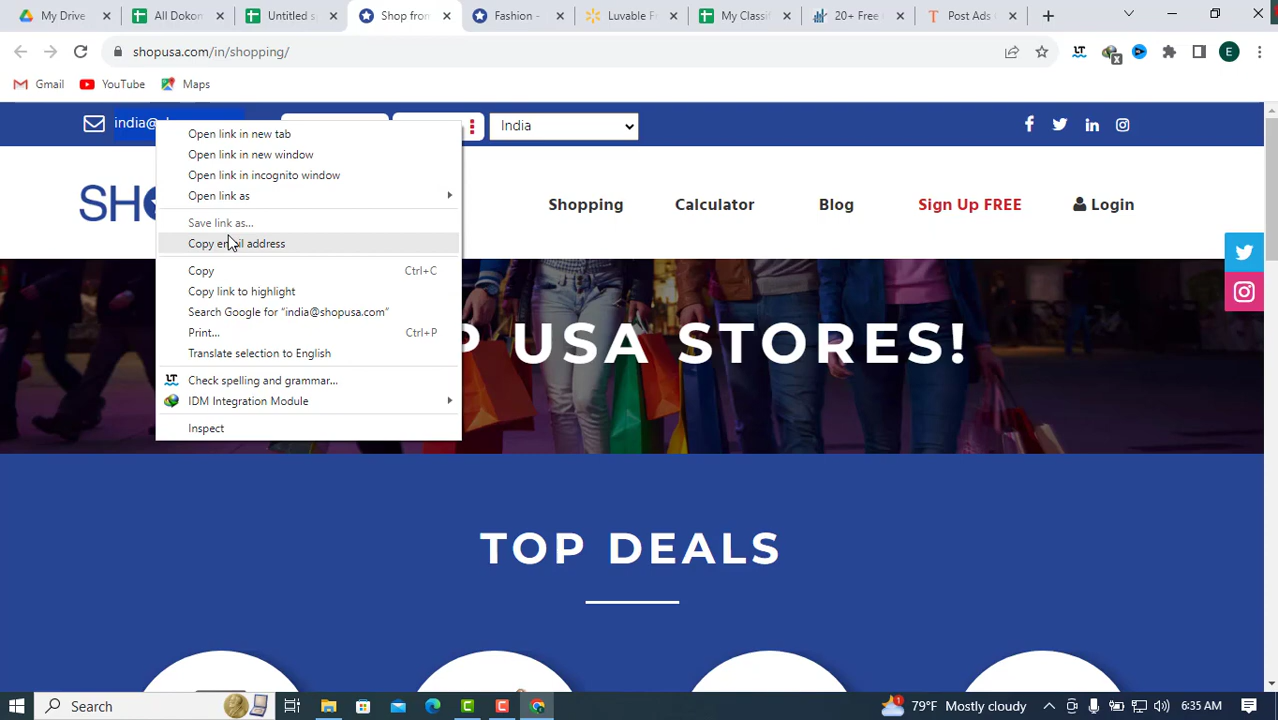 My Drive
All Dokon
Untitled s
Shop from
Fashion -
Luvable F
My Classif
20+ Free
Post Ads
shopusa.com/in/shopping/
E
Gmail
YouTube
Maps
india@
India
SH
Shopping
Calculator
Blog
Sign Up FREE
Login
Open link in new tab
Open link in new window
Open link in incognito window
Open link as
Save link as...
Copy email address
Copy Ctrl+C
Copy link to highlight
Search Google for “india@shopusa.com”
Print... Ctrl+P
Translate selection to English
LT Check spelling and grammar...
IDM Integration Module
Inspect
P USA STORES!
TOP DEALS
Search
1
79°F Mostly cloudy
6:35 AM